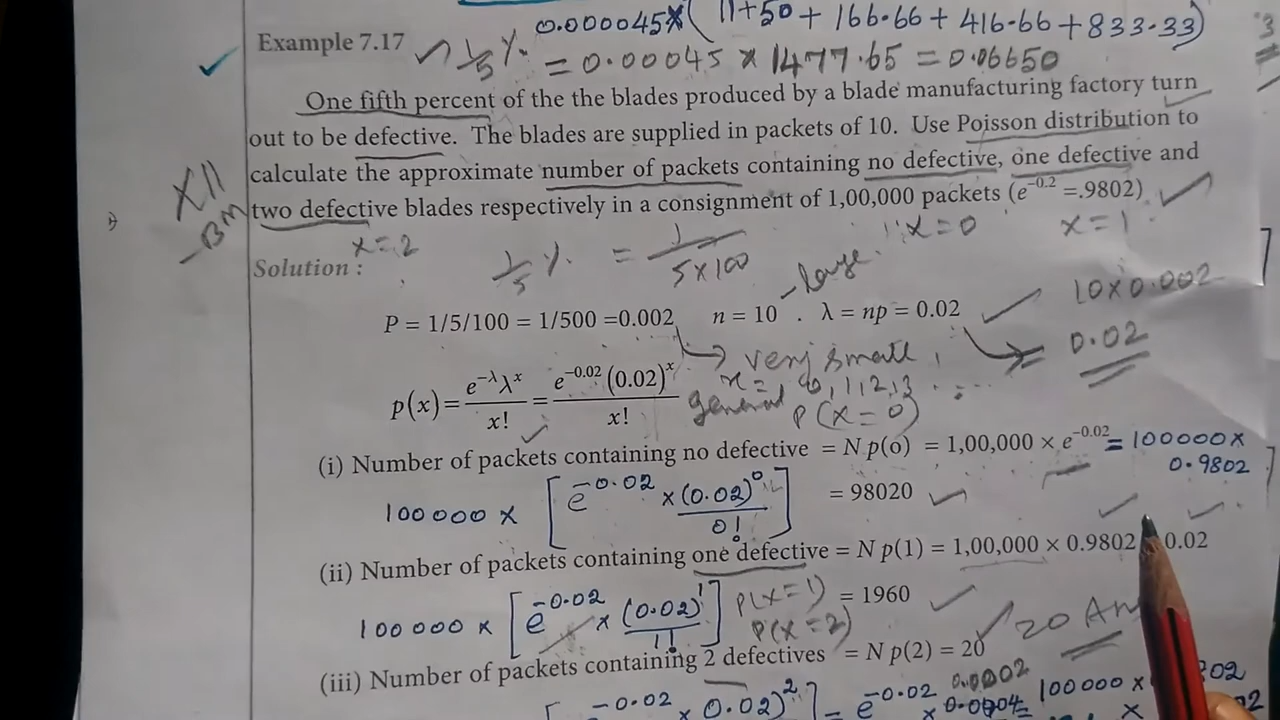 0.000045×(11+50+166.66+416.66+833.33)
Example 7.17 1/5 %. = 0.00045 × 1477.65 = 0.06650
One fifth percent of the the blades produced by a blade manufacturing factory turn
out to be defective. The blades are supplied in packets of 10. Use Poisson distribution to
calculate the approximate number of packets containing no defective, one defective and
two defective blades respectively in a consignment of 1,00,000 packets (e^-0.2 =.9802)
XII
BM
x=2 x=0 x=1
Solution : 1/5 %. = 1/(5×100) large
10×0.002
P = 1/5/100 = 1/500 =0.002 n = 10 . λ = np = 0.02
= 0.02
very small
p(x) = e^-λ λ^x / x! = e^-0.02 (0.02)^x / x! x = 0,1,2,3 ....
general P(X=0)
(i) Number of packets containing no defective = N p(o) = 1,00,000 × e^-0.02 = 100000 ×
0.9802
100000 × [e^-0.02 × (0.02)^0 / 0!] = 98020
(ii) Number of packets containing one defective = N p(1) = 1,00,000 × 0.9802 0.02
100000 × [e^-0.02 × (0.02)^1 / 1!] P(X=1) = 1960
P(X=2) 20 An
(iii) Number of packets containing 2 defectives = N p(2) = 20